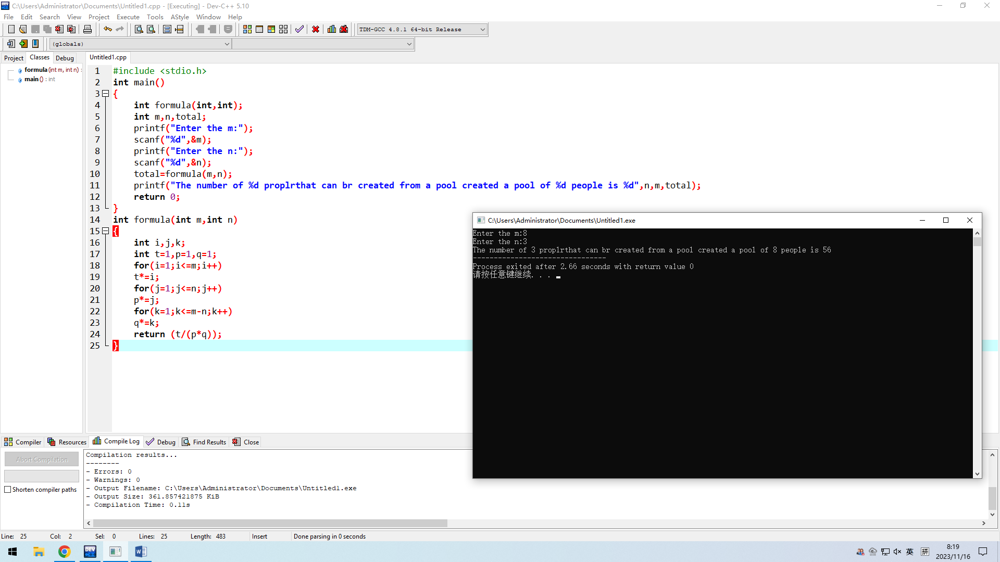 C:\Users\Administrator\Documents\Untitled1.cpp - [Executing] - Dev-C++ 5.10
File Edit Search View Project Execute Tools AStyle Window Help
TDM-GCC 4.8.1 64-bit Release
(globals)
Project Classes Debug
Untitled1.cpp
formula (int m, int n) :
main () : int
1 #include <stdio.h>
2 int main()
3 {
4 int formula(int,int);
5 int m,n,total;
6 printf("Enter the m:");
7 scanf("%d",&m);
8 printf("Enter the n:");
9 scanf("%d",&n);
10 total=formula(m,n);
11 printf("The number of %d proplrthat can br created from a pool created a pool of %d people is %d",n,m,total);
12 return 0;
13 }
14 int formula(int m,int n)
15 {
16 int i,j,k;
17 int t=1,p=1,q=1;
18 for(i=1;i<=m;i++)
19 t*=i;
20 for(j=1;j<=n;j++)
21 p*=j;
22 for(k=1;k<=m-n;k++)
23 q*=k;
24 return (t/(p*q));
25 }
C:\Users\Administrator\Documents\Untitled1.exe
Enter the m:8
Enter the n:3
The number of 3 proplrthat can br created from a pool created a pool of 8 people is 56
--------------------------------
Process exited after 2.66 seconds with return value 0
请按任意键继续. . .
Compiler Resources Compile Log Debug Find Results Close
Abort Compilation
Shorten compiler paths
Compilation results...
--------
- Errors: 0
- Warnings: 0
- Output Filename: C:\Users\Administrator\Documents\Untitled1.exe
- Output Size: 361.857421875 KiB
- Compilation Time: 0.11s
Line: 25 Col: 2 Sel: 0 Lines: 25 Length: 483 Insert Done parsing in 0 seconds
DEV
英 拼
8:19
2023/11/16